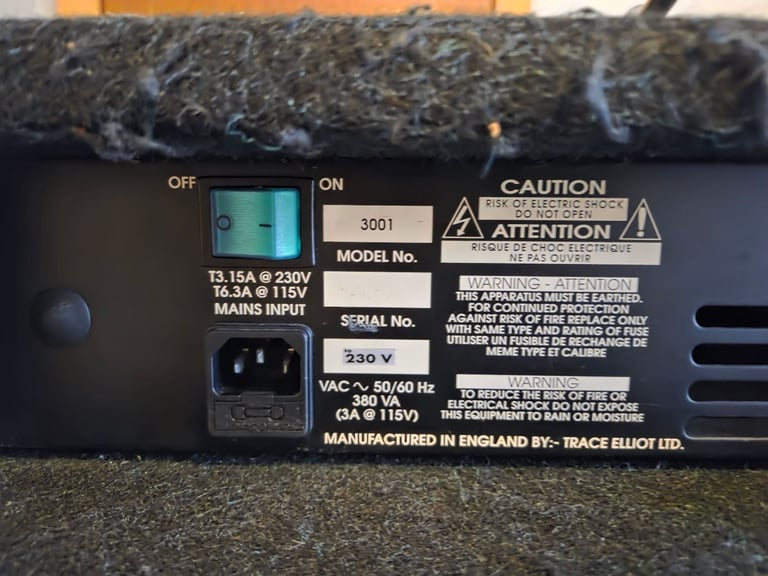 OFF
ON
O
I
T3.15A @ 230V
T6.3A @ 115V
MAINS INPUT
3001
MODEL No.
SERIAL No.
230 V
VAC ~ 50/60 Hz
380 VA
(3A @ 115V)
CAUTION
RISK OF ELECTRIC SHOCK
DO NOT OPEN
ATTENTION
RISQUE DE CHOC ELECTRIQUE
NE PAS OUVRIR
WARNING - ATTENTION
THIS APPARATUS MUST BE EARTHED.
FOR CONTINUED PROTECTION
AGAINST RISK OF FIRE REPLACE ONLY
WITH SAME TYPE AND RATING OF FUSE
UTILISER UN FUSIBLE DE RECHANGE DE
MEME TYPE ET CALIBRE
WARNING
TO REDUCE THE RISK OF FIRE OR
ELECTRICAL SHOCK DO NOT EXPOSE
THIS EQUIPMENT TO RAIN OR MOISTURE
MANUFACTURED IN ENGLAND BY:- TRACE ELLIOT LTD.